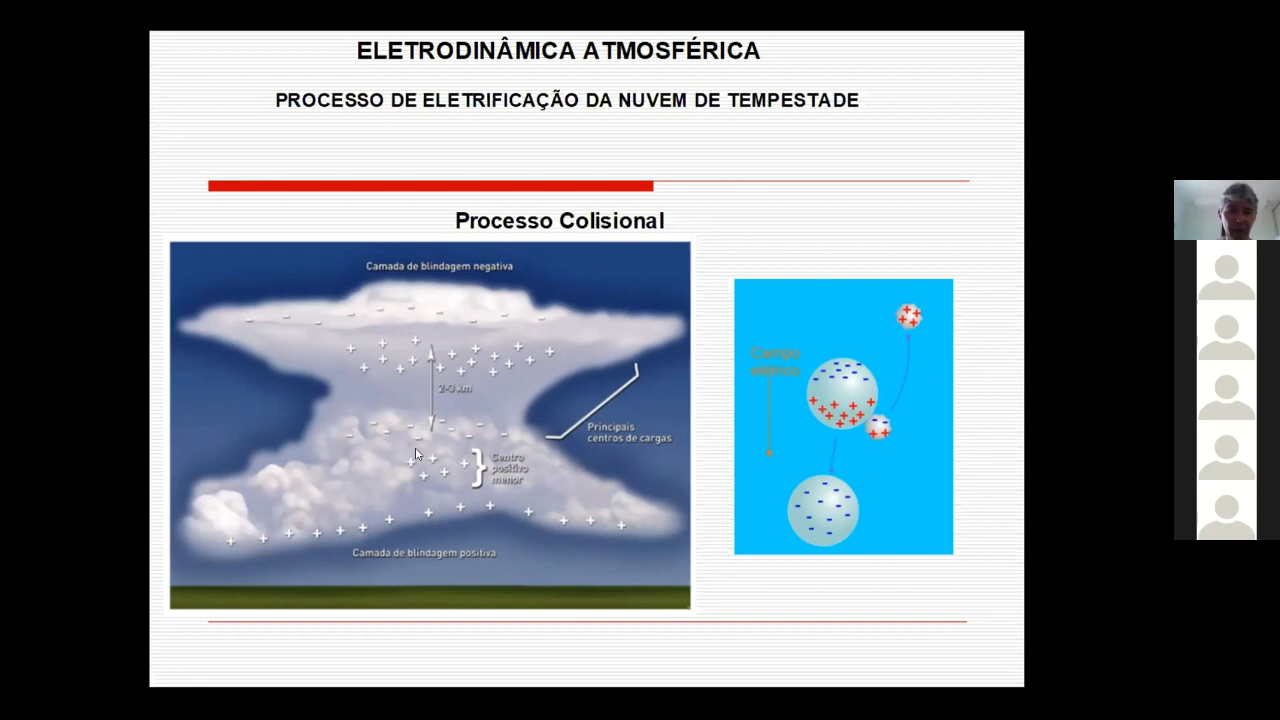 ELETRODINÂMICA ATMOSFÉRICA
PROCESSO DE ELETRIFICAÇÃO DA NUVEM DE TEMPESTADE
Processo Colisional
Camada de blindagem negativa
2-3 km
Principais
centros de cargas
Centro
positivo
menor
Camada de blindagem positiva
Campo
eletrico